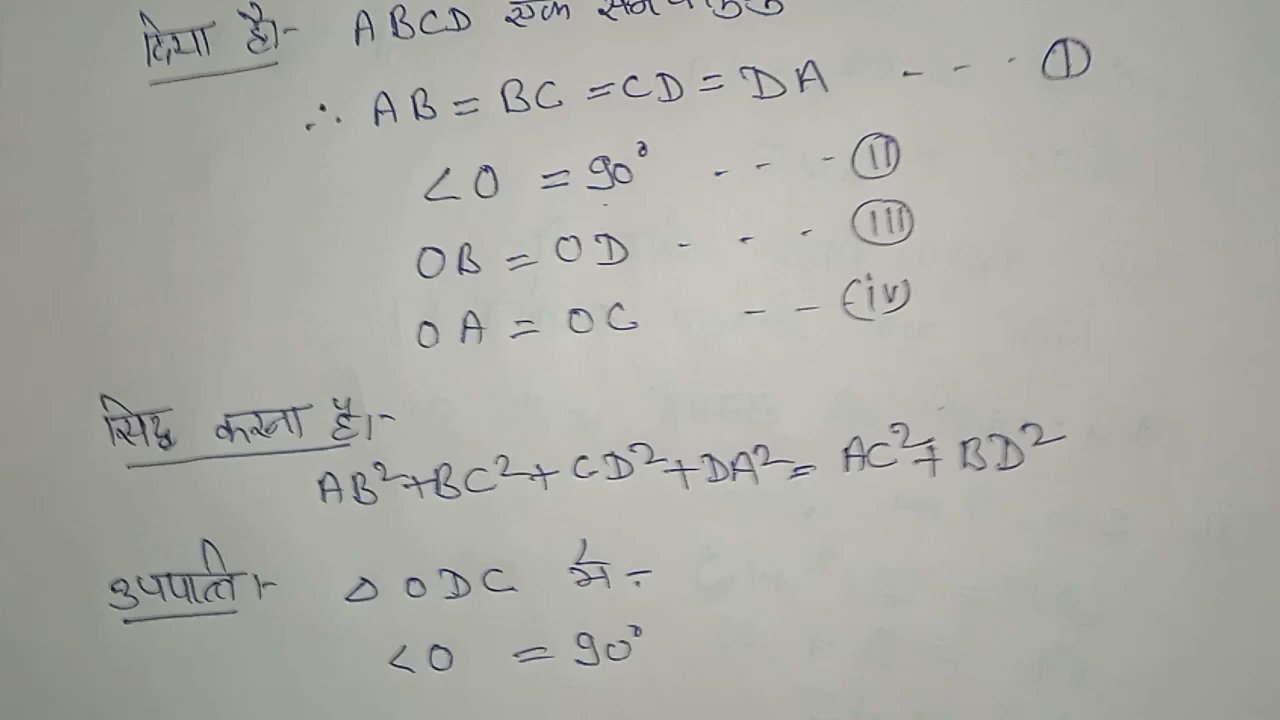 दिया है:- ABCD एक
∴ AB = BC = CD = DA - - - (I)
<O = 90° - - - (II)
OB = OD - - - (III)
OA = OC - - (iv)
सिद्ध करना है:-
AB²+BC²+CD²+DA²= AC²+BD²
उपपत्ति:- △ ODC में -
<O = 90°